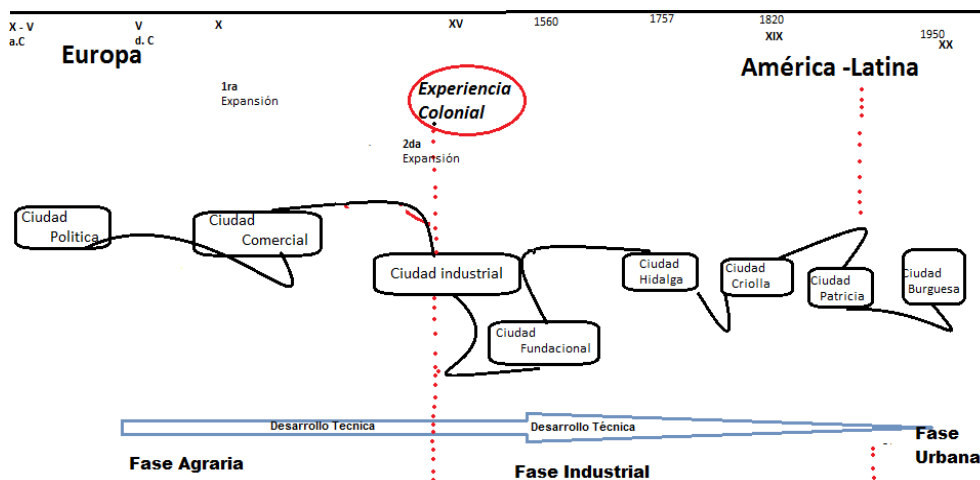 X - V
a.C
V
d. C
X
XV
1560
1757
1820
XIX
1950
XX
Europa
América -Latina
1ra
Expansión
Experiencia
Colonial
2da
Expansión
Ciudad
Politica
Ciudad
Comercial
Ciudad industrial
Ciudad
Fundacional
Ciudad
Hidalga
Ciudad
Criolla
Ciudad
Patricia
Ciudad
Burguesa
Desarrollo Tecnica
Desarrollo Técnica
Fase Agraria
Fase Industrial
Fase
Urbana